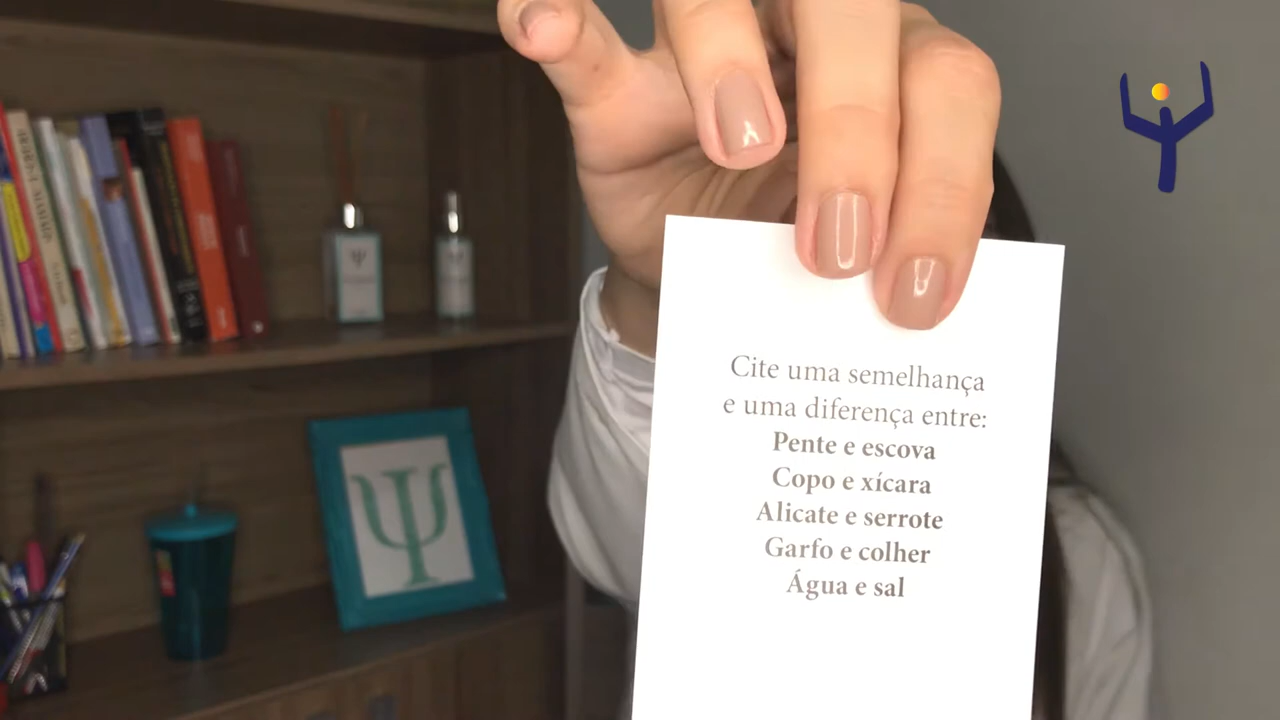 Cite uma semelhança
e uma diferença entre:
Pente e escova
Copo e xícara
Alicate e serrote
Garfo e colher
Água e sal
Ψ